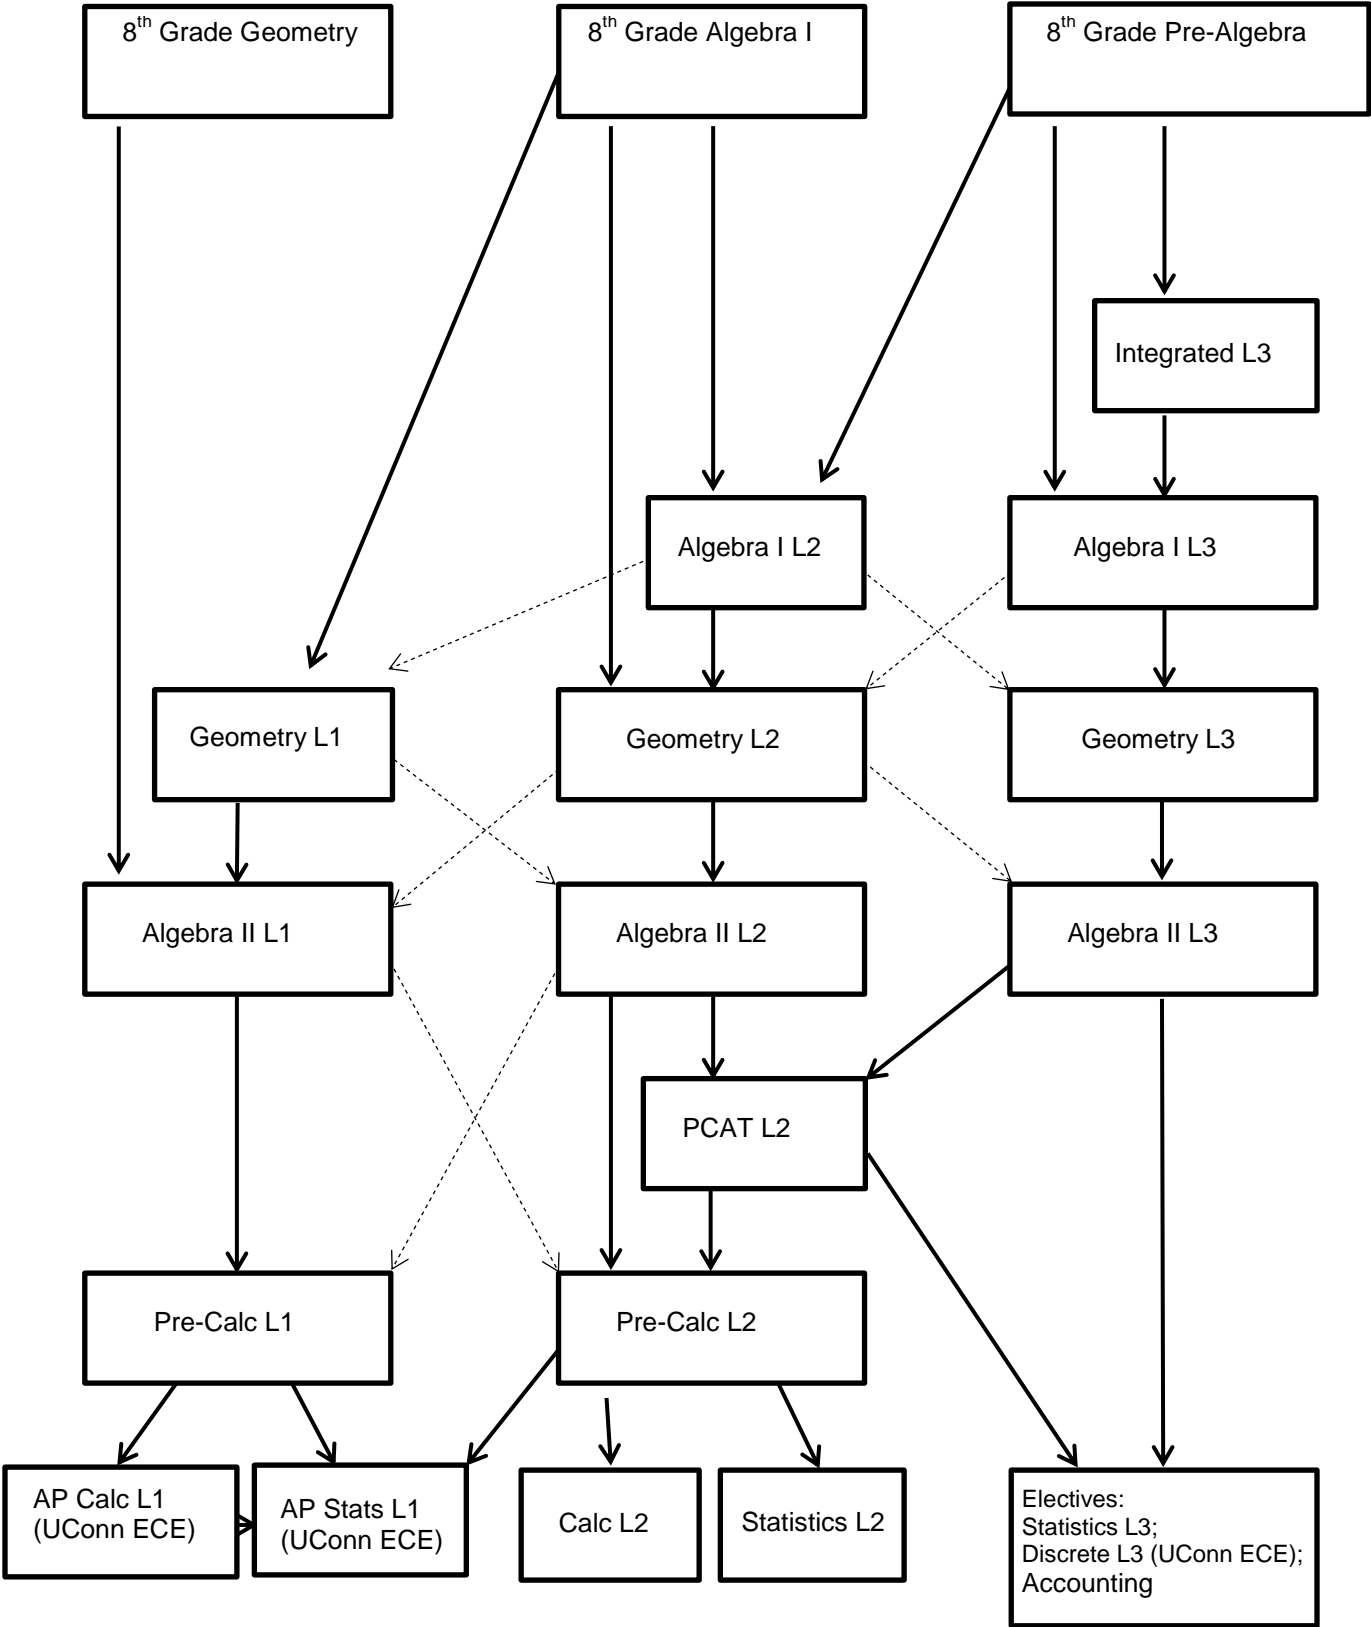 8th Grade Geometry
8th Grade Algebra I
8th Grade Pre-Algebra
Integrated L3
Algebra I L2
Algebra I L3
Geometry L1
Geometry L2
Geometry L3
Algebra II L1
Algebra II L2
Algebra II L3
PCAT L2
Pre-Calc L1
Pre-Calc L2
AP Calc L1
(UConn ECE)
AP Stats L1
(UConn ECE)
Calc L2
Statistics L2
Electives:
Statistics L3;
Discrete L3 (UConn ECE);
Accounting